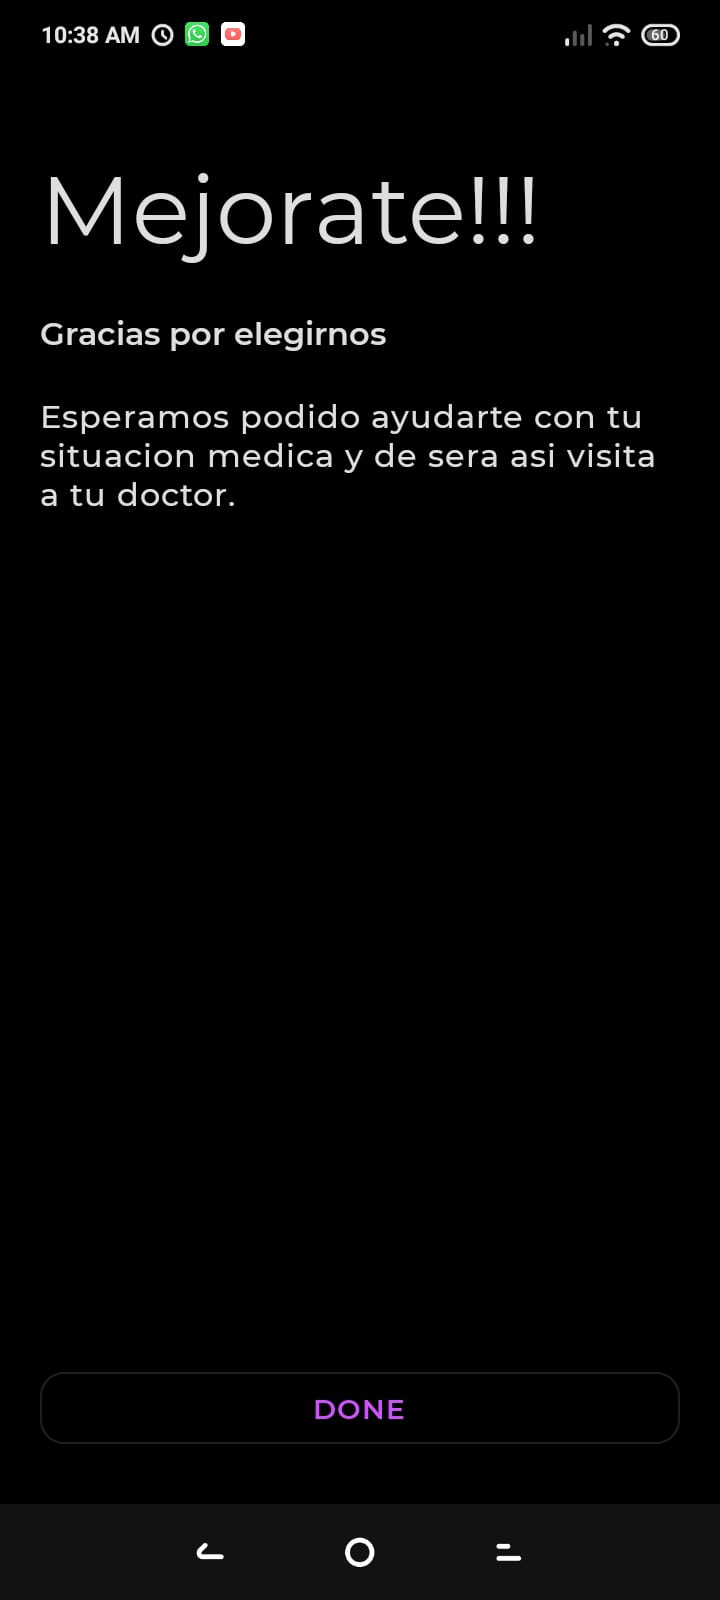 10:38 AM
60
Mejorate!!!
Gracias por elegirnos
Esperamos podido ayudarte con tu
situacion medica y de sera asi visita
a tu doctor.
DONE